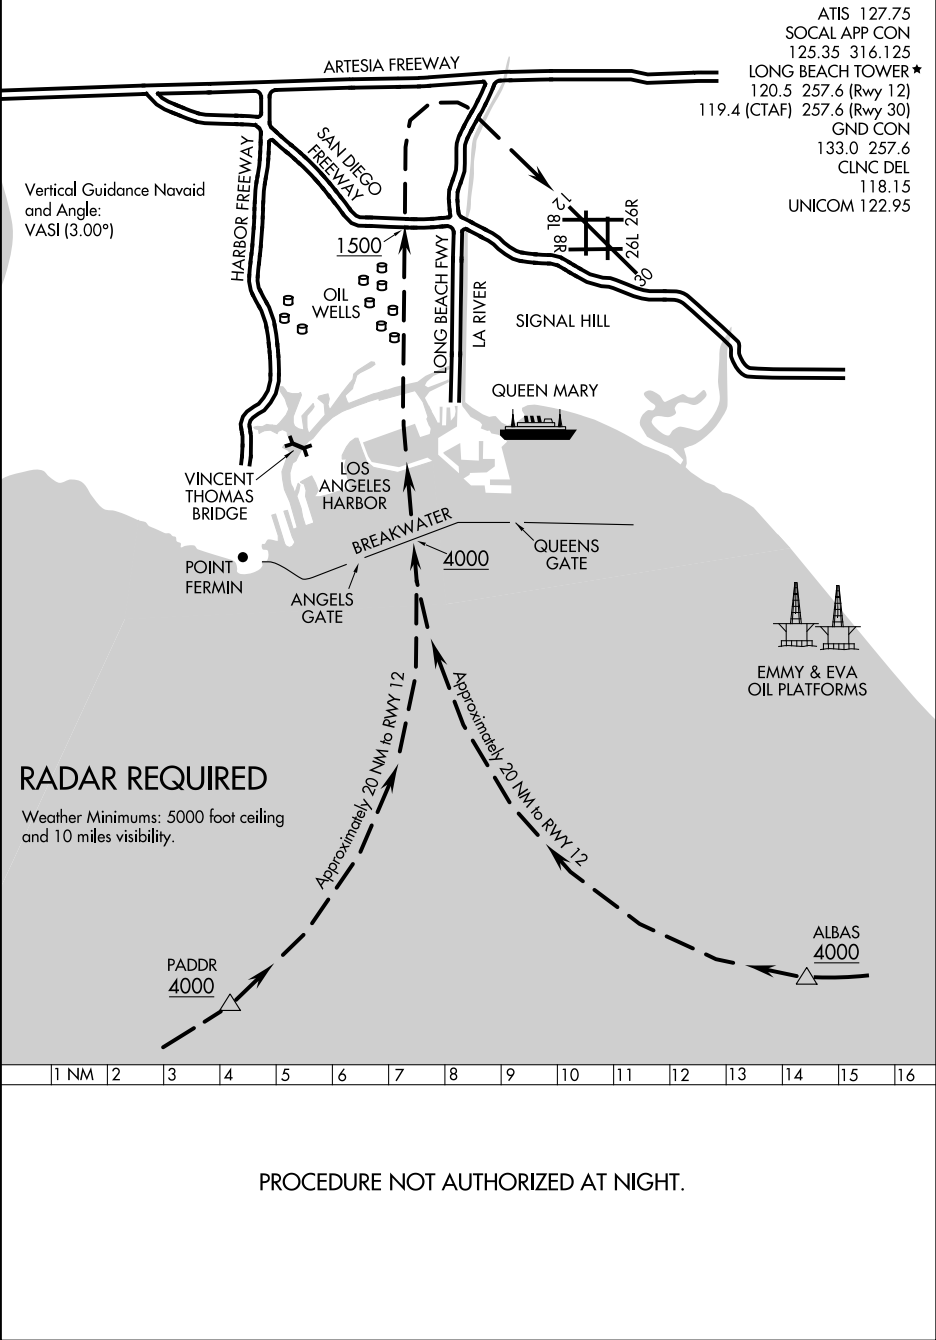 ATIS 127.75
SOCAL APP CON
125.35 316.125
LONG BEACH TOWER★
120.5 257.6 (Rwy 12)
119.4 (CTAF) 257.6 (Rwy 30)
GND CON
133.0 257.6
CLNC DEL
118.15
UNICOM 122.95
ARTESIA FREEWAY
SAN DIEGO
FREEWAY
HARBOR FREEWAY
Vertical Guidance Navaid
and Angle:
VASI (3.00°)
12
8L
26R
8R
26L
30
1500
LONG BEACH FWY
LA RIVER
OIL
WELLS
SIGNAL HILL
QUEEN MARY
VINCENT
THOMAS
BRIDGE
LOS
ANGELES
HARBOR
BREAKWATER
4000
QUEENS
GATE
POINT
FERMIN
ANGELS
GATE
EMMY & EVA
OIL PLATFORMS
Approximately 20 NM to RWY 12
Approximately 20 NM to RWY 12
RADAR REQUIRED
Weather Minimums: 5000 foot ceiling
and 10 miles visibility.
PADDR
4000
ALBAS
4000
1 NM 2 3 4 5 6 7 8 9 10 11 12 13 14 15 16
PROCEDURE NOT AUTHORIZED AT NIGHT.